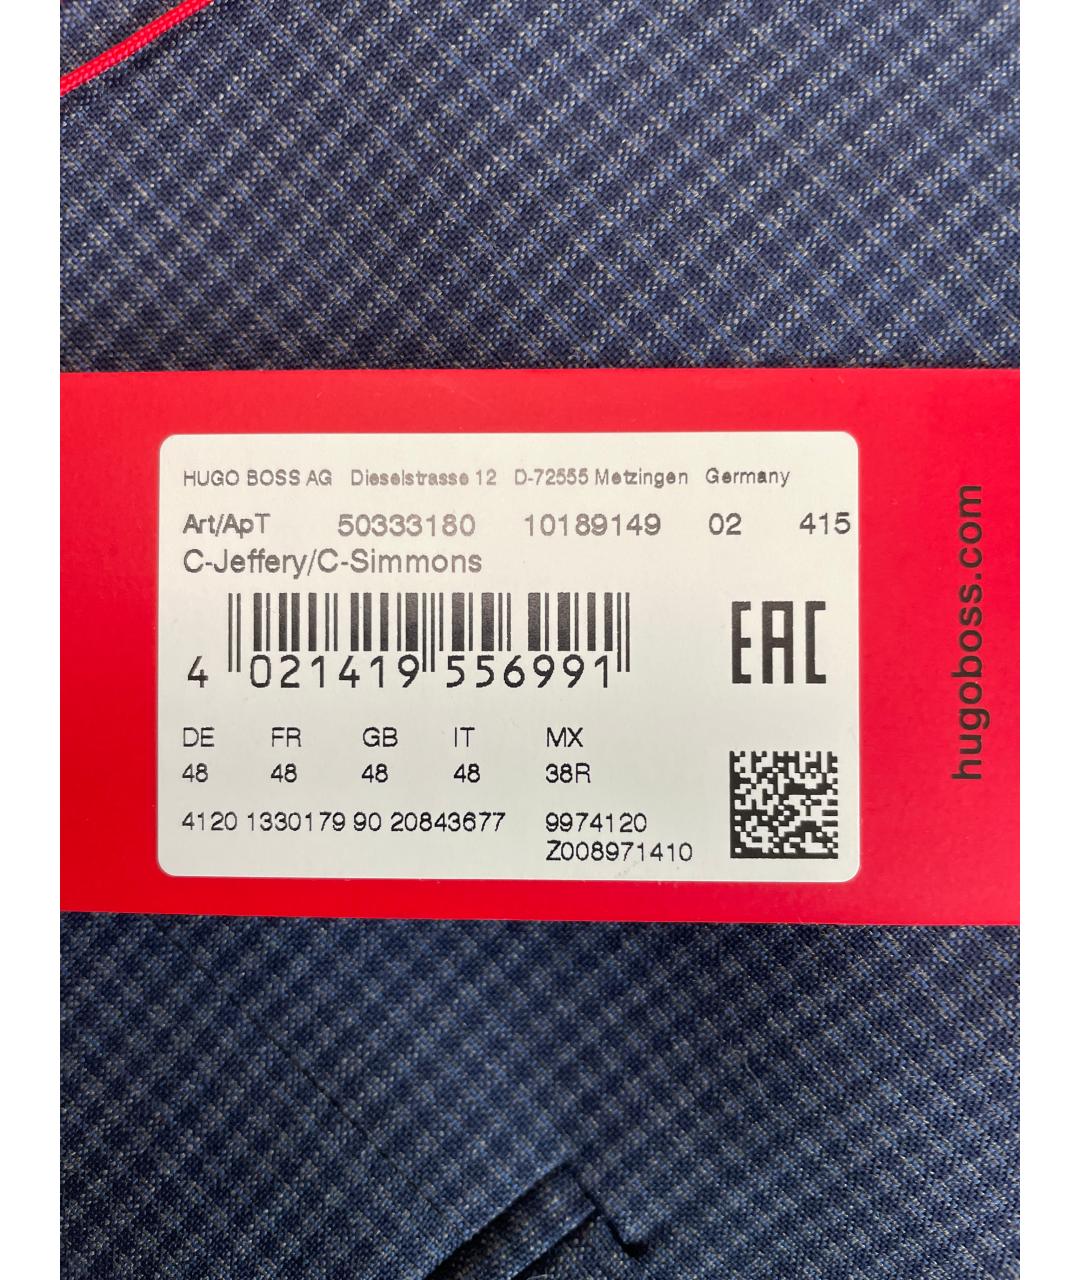 HUGO BOSS AG Dieselstrasse 12 D-72555 Metzingen Germany
Art/ApT 50333180 10189149 02 415
C-Jeffery/C-Simmons
4 021419 556991
EAC
DE FR GB IT MX
48 48 48 48 38R
4120 1330179 90 20843677 9974120
Z008971410
hugoboss.com